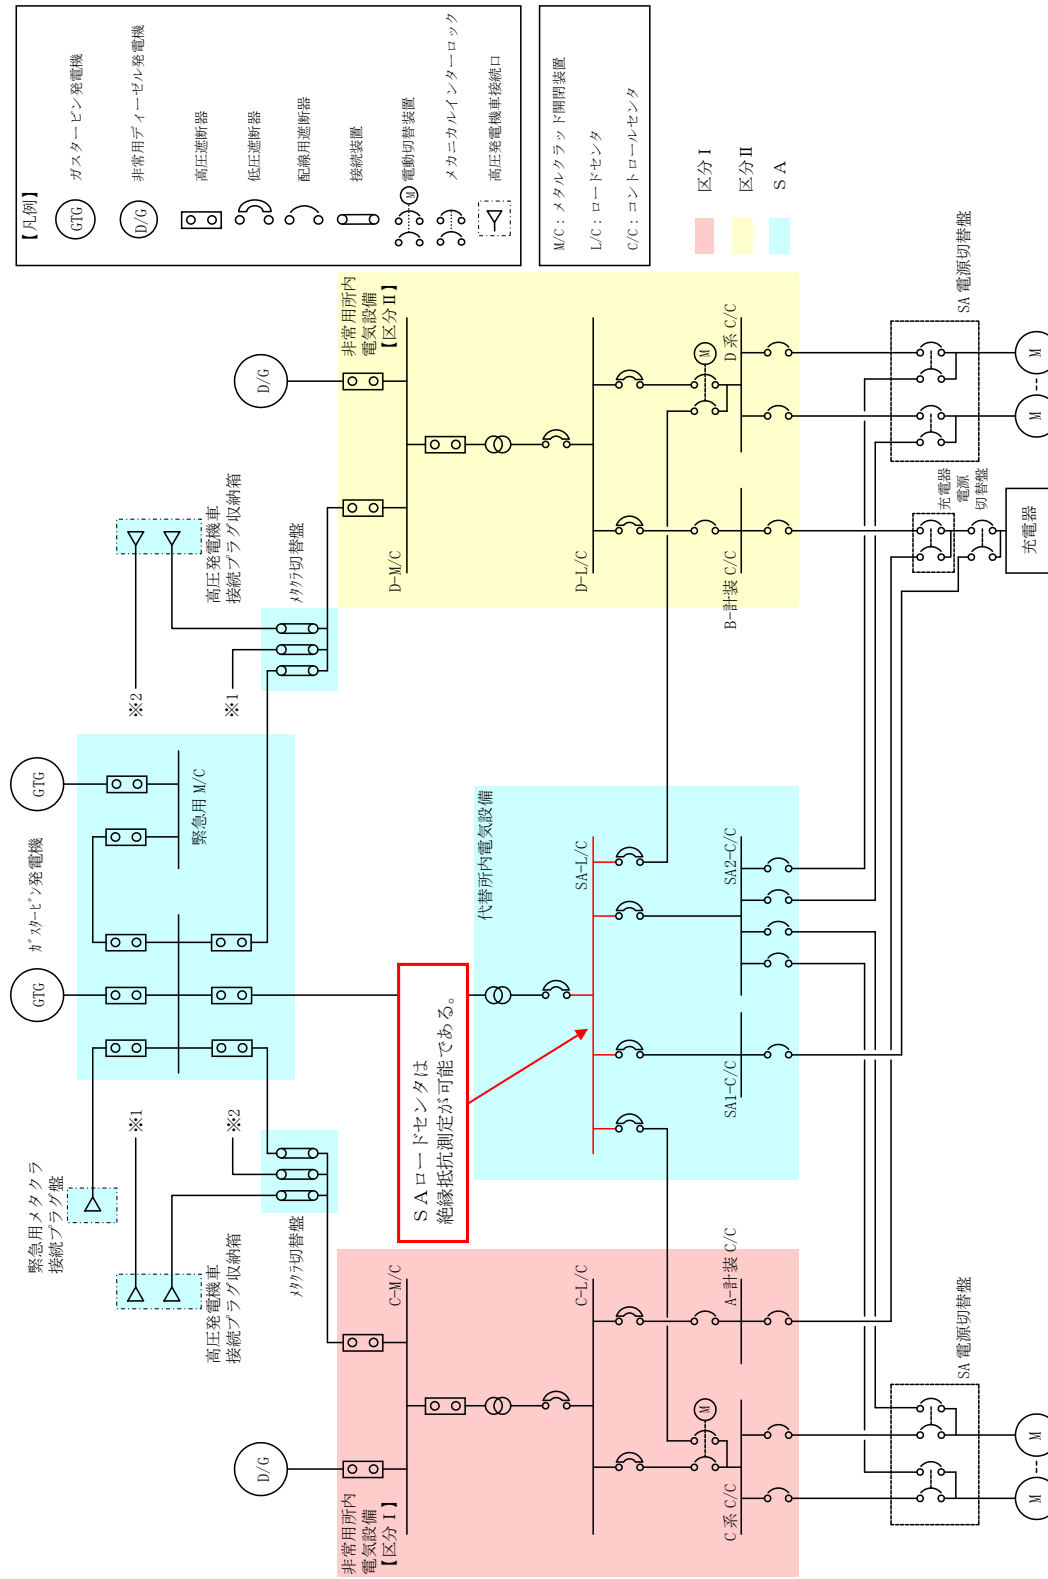 【凡例】
GTG
ガスタービン発電機
D/G
非常用ディーゼル発電機
高圧遮断器
低圧遮断器
配線用遮断器
接続装置
M
電動切替装置
メカニカルインターロック
高圧発電機車接続口
M/C：メタルクラッド開閉装置
L/C：ロードセンタ
C/C：コントロールセンタ
区分Ⅰ
区分Ⅱ
ＳＡ
緊急用メタクラ
接続プラグ盤
GTG
ｶﾞｽﾀｰﾋﾞﾝ発電機
GTG
緊急用 M/C
※1
※2
高圧発電機車
接続プラグ収納箱
ﾒﾀｸﾗ切替盤
※2
※1
高圧発電機車
接続プラグ収納箱
ﾒﾀｸﾗ切替盤
D/G
非常用所内
電気設備
【区分Ⅰ】
C-M/C
C-L/C
M
C 系 C/C
A-計装 C/C
ＳＡロードセンタは
絶縁抵抗測定が可能である。
代替所内電気設備
SA-L/C
SA1-C/C
SA2-C/C
D/G
非常用所内
電気設備
【区分Ⅱ】
D-M/C
D-L/C
B-計装 C/C
M
D 系 C/C
SA 電源切替盤
M
M
充電器
電源
切替盤
充電器
SA 電源切替盤
M
M